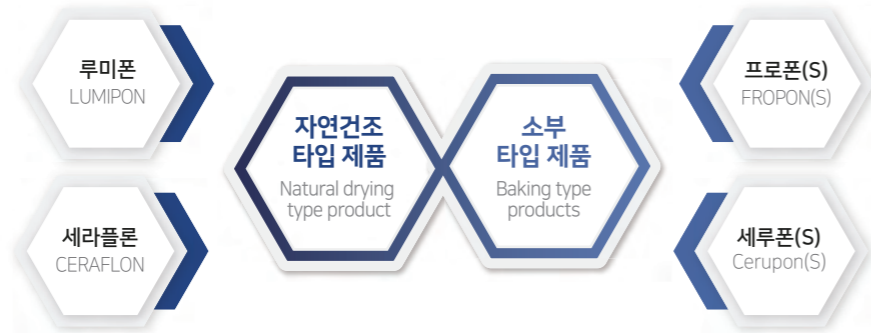 루미폰
LUMIPON
세라플론
CERAFLON
자연건조
타입 제품
Natural drying
type product
소부
타입 제품
Baking type
products
프로폰(S)
FROPON(S)
세루폰(S)
Cerupon(S)